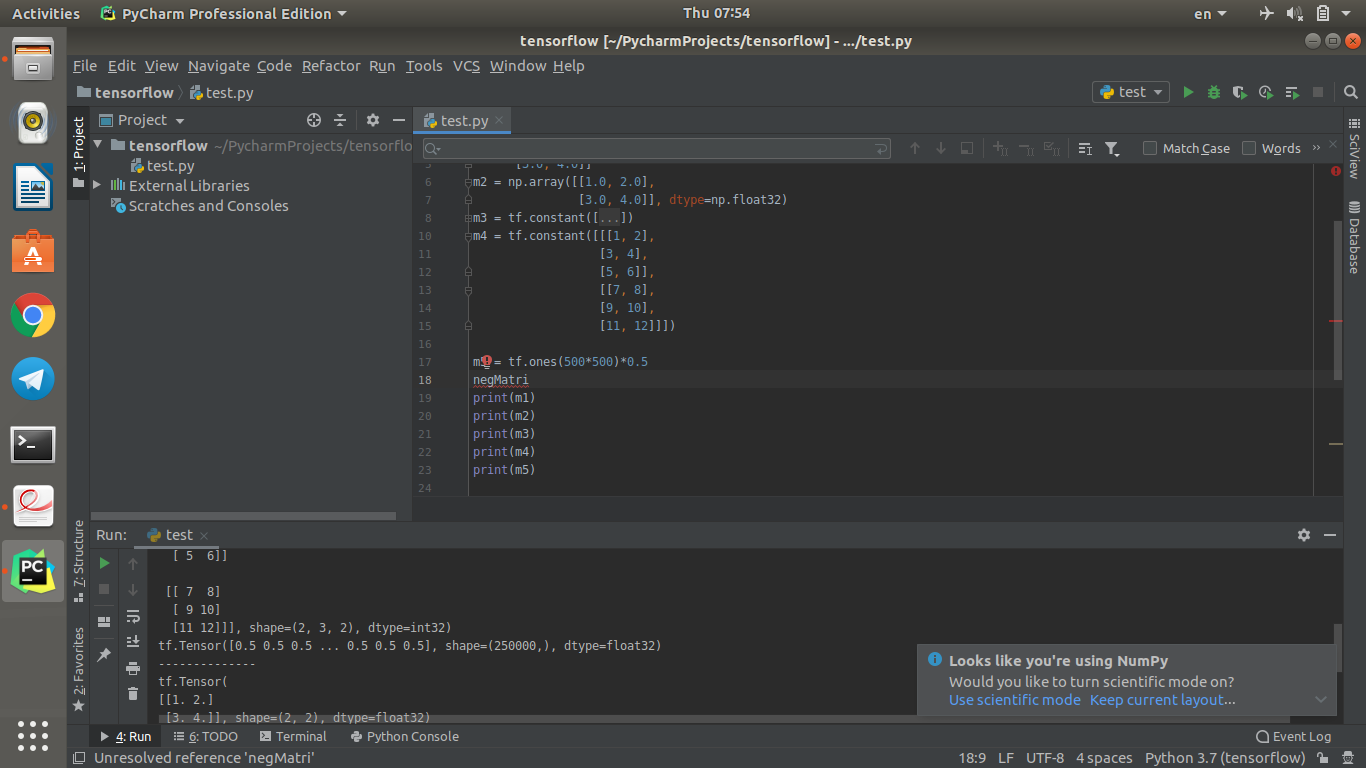 Activities PyCharm Professional Edition Thu 07:54 en
tensorflow [~/PycharmProjects/tensorflow] - .../test.py
File Edit View Navigate Code Refactor Run Tools VCS Window Help
tensorflow test.py test
1: Project
Project
test.py
tensorflow ~/PycharmProjects/tensorflo
test.py
External Libraries
Scratches and Consoles
Match Case Words »
5 [3.0, 4.0]]
6 m2 = np.array([[1.0, 2.0],
7 [3.0, 4.0]], dtype=np.float32)
8 m3 = tf.constant([...])
10 m4 = tf.constant([[[1, 2],
11 [3, 4],
12 [5, 6]],
13 [[7, 8],
14 [9, 10],
15 [11, 12]]])
16
17 m = tf.ones(500*500)*0.5
18 negMatri
19 print(m1)
20 print(m2)
21 print(m3)
22 print(m4)
23 print(m5)
24
SciView
Database
7: Structure
2: Favorites
Run: test
[ 5 6]]
[[ 7 8]
[ 9 10]
[11 12]]], shape=(2, 3, 2), dtype=int32)
tf.Tensor([0.5 0.5 0.5 ... 0.5 0.5 0.5], shape=(250000,), dtype=float32)
--------------
tf.Tensor(
[[1. 2.]
[3. 4.]], shape=(2, 2), dtype=float32)
Looks like you're using NumPy
Would you like to turn scientific mode on?
Use scientific mode Keep current layout...
4: Run 6: TODO Terminal Python Console Event Log
Unresolved reference 'negMatri' 18:9 LF UTF-8 4 spaces Python 3.7 (tensorflow)
PC